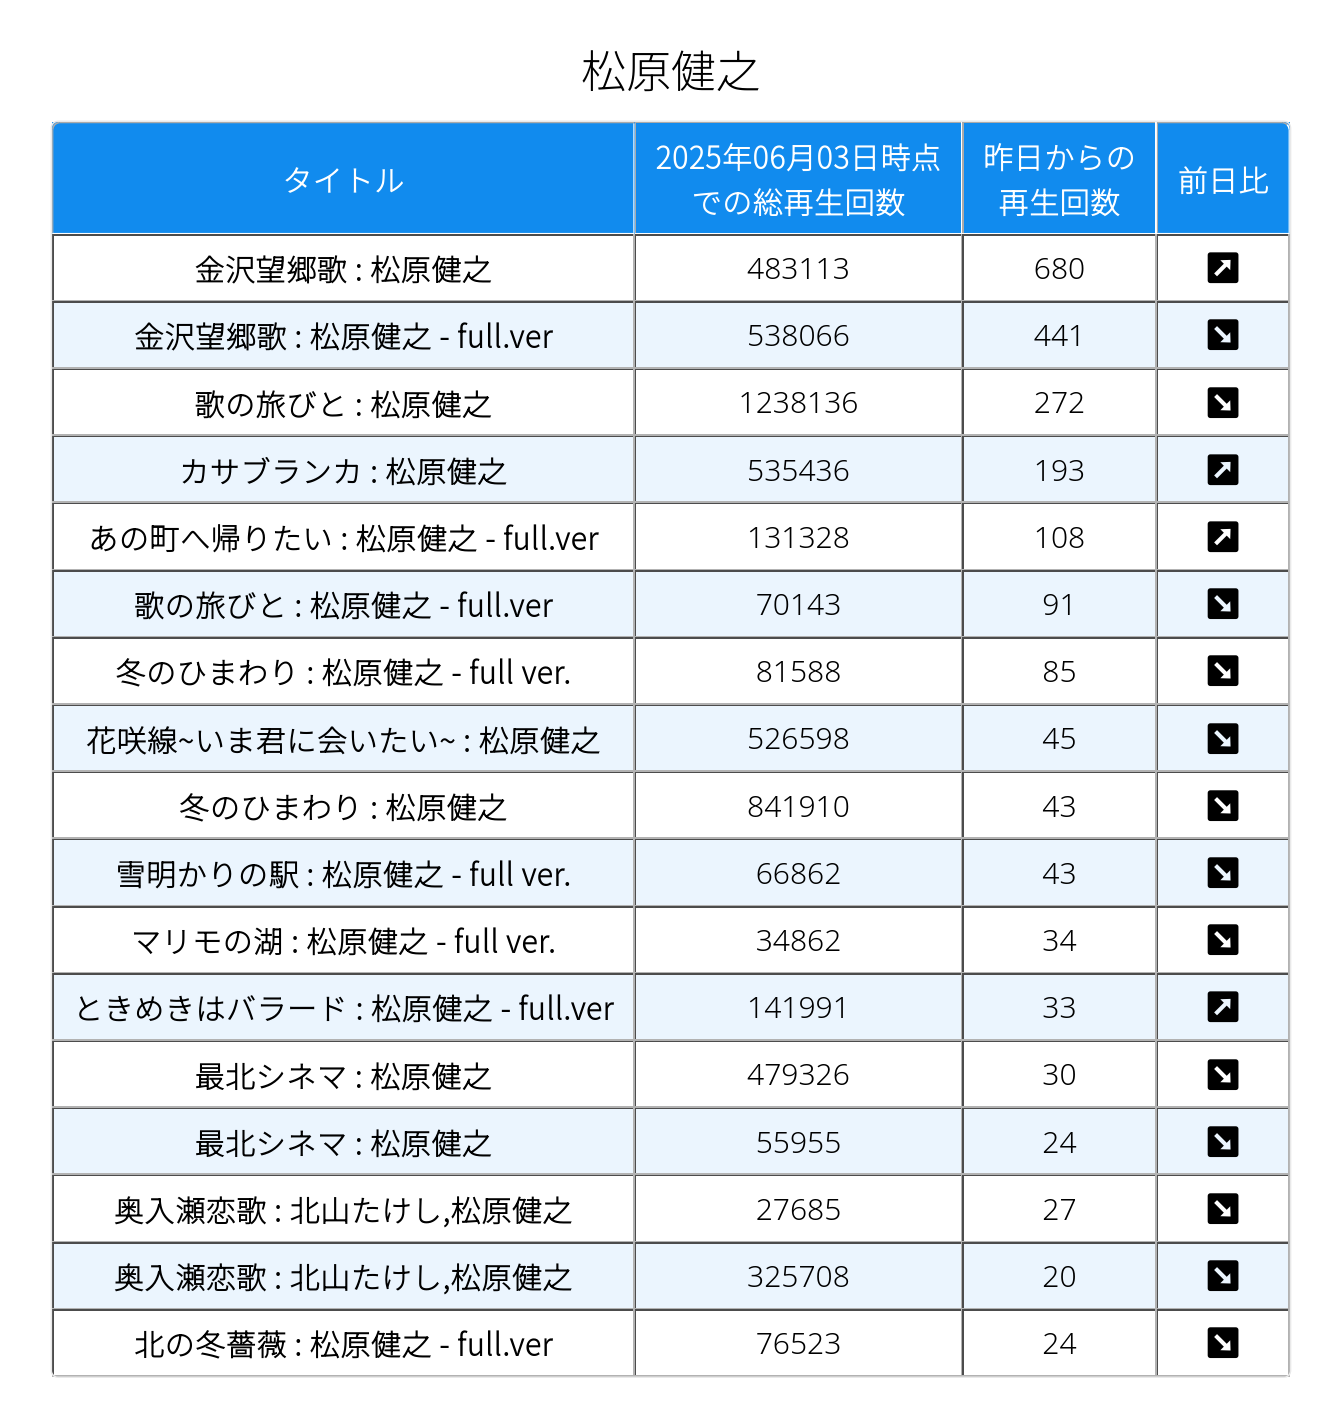 松原健之
タイトル 2025年06月03日時点での総再生回数 昨日からの再生回数 前日比
金沢望郷歌 : 松原健之 483113 680 ↗
金沢望郷歌 : 松原健之 - full.ver 538066 441 ↘
歌の旅びと : 松原健之 1238136 272 ↘
カサブランカ : 松原健之 535436 193 ↗
あの町へ帰りたい : 松原健之 - full.ver 131328 108 ↗
歌の旅びと : 松原健之 - full.ver 70143 91 ↘
冬のひまわり : 松原健之 - full ver. 81588 85 ↘
花咲線~いま君に会いたい~ : 松原健之 526598 45 ↘
冬のひまわり : 松原健之 841910 43 ↘
雪明かりの駅 : 松原健之 - full ver. 66862 43 ↘
マリモの湖 : 松原健之 - full ver. 34862 34 ↘
ときめきはバラード : 松原健之 - full.ver 141991 33 ↗
最北シネマ : 松原健之 479326 30 ↘
最北シネマ : 松原健之 55955 24 ↘
奥入瀬恋歌 : 北山たけし,松原健之 27685 27 ↘
奥入瀬恋歌 : 北山たけし,松原健之 325708 20 ↘
北の冬薔薇 : 松原健之 - full.ver 76523 24 ↘